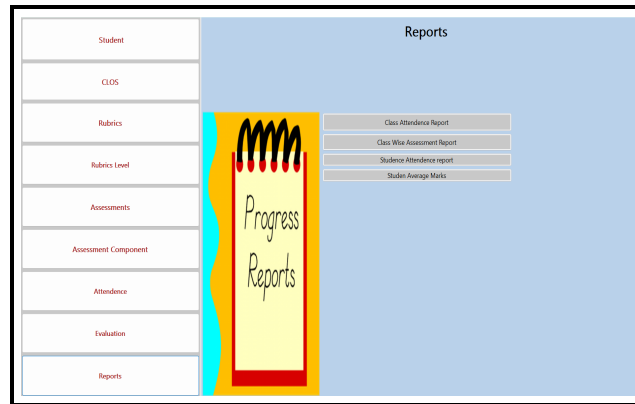 Student
CLOS
Rubrics
Rubrics Level
Assessments
Assessment Component
Attendence
Evaluation
Reports
Reports
Progress
Reports
Class Attendence Report
Class Wise Assessment Report
Studence Attendence report
Studen Average Marks